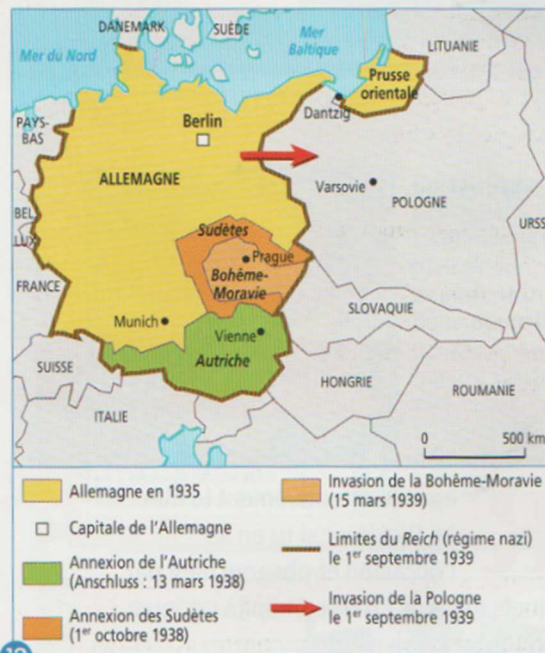 DANEMARK
SUÈDE
Mer du Nord
Mer
Baltique
LITUANIE
Prusse
orientale
Dantzig
PAYS-
BAS
Berlin
ALLEMAGNE
Varsovie
POLOGNE
BEL.
LUX.
URSS
Sudètes
Prague
Bohême-
Moravie
FRANCE
SLOVAQUIE
Munich
Vienne
Autriche
SUISSE
HONGRIE
ROUMANIE
ITALIE
0 500 km
Allemagne en 1935
Capitale de l'Allemagne
Annexion de l'Autriche
(Anschluss : 13 mars 1938)
Annexion des Sudètes
(1er octobre 1938)
Invasion de la Bohême-Moravie
(15 mars 1939)
Limites du Reich (régime nazi)
le 1er septembre 1939
Invasion de la Pologne
le 1er septembre 1939